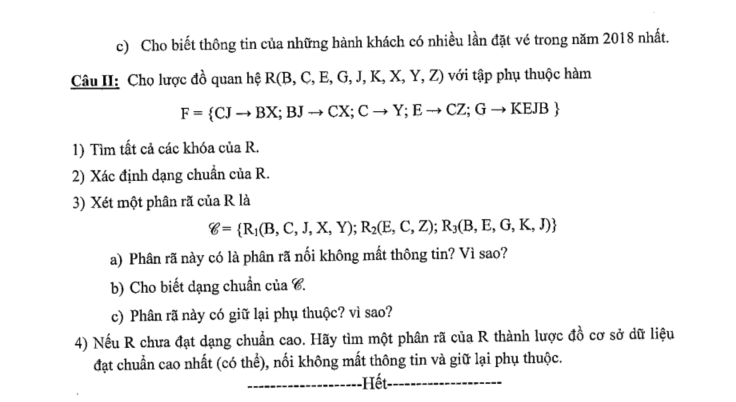 c) Cho biết thông tin của những hành khách có nhiều lần đặt vé trong năm 2018 nhất.
Câu II: Cho lược đồ quan hệ R(B, C, E, G, J, K, X, Y, Z) với tập phụ thuộc hàm
F = {CJ → BX; BJ → CX; C → Y; E → CZ; G → KEJB }
1) Tìm tất cả các khóa của R.
2) Xác định dạng chuẩn của R.
3) Xét một phân rã của R là
𝒞 = {R₁(B, C, J, X, Y); R₂(E, C, Z); R₃(B, E, G, K, J)}
a) Phân rã này có là phân rã nối không mất thông tin? Vì sao?
b) Cho biết dạng chuẩn của 𝒞.
c) Phân rã này có giữ lại phụ thuộc? vì sao?
4) Nếu R chưa đạt dạng chuẩn cao. Hãy tìm một phân rã của R thành lược đồ cơ sở dữ liệu
đạt chuẩn cao nhất (có thể), nối không mất thông tin và giữ lại phụ thuộc.
---------------------Hết---------------------